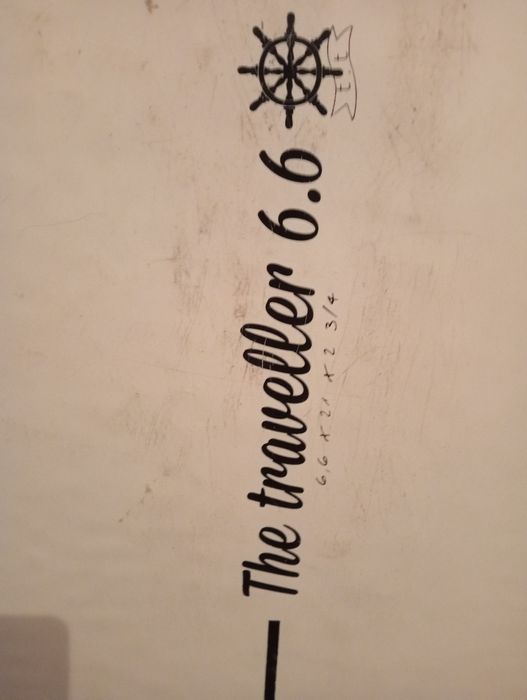 The traveller 6.6
6,6 x 21 x 2 3/4
t.t